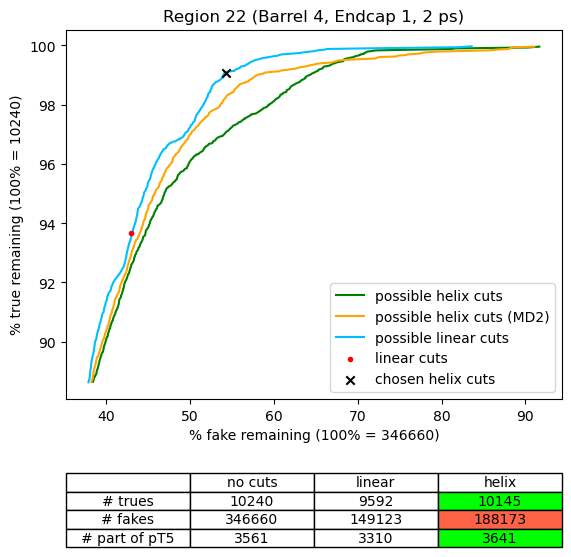 Region 22 (Barrel 4, Endcap 1, 2 ps)
% true remaining (100% = 10240)
100
98
96
94
92
90
possible helix cuts
possible helix cuts (MD2)
possible linear cuts
linear cuts
chosen helix cuts
40 50 60 70 80 90
% fake remaining (100% = 346660)
no cuts linear helix
# trues 10240 9592 10145
# fakes 346660 149123 188173
# part of pT5 3561 3310 3641